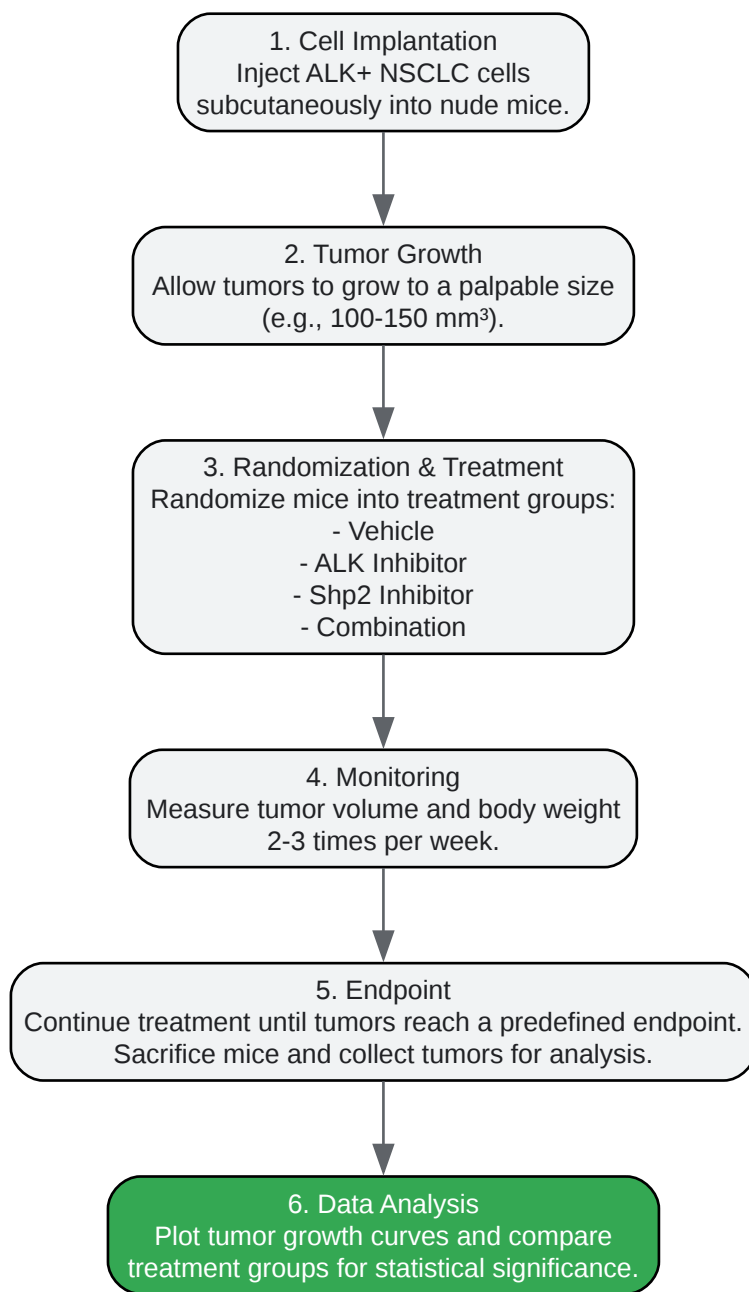 1. Cell Implantation
Inject ALK+ NSCLC cells
subcutaneously into nude mice.
2. Tumor Growth
Allow tumors to grow to a palpable size
(e.g., 100-150 mm³).
3. Randomization & Treatment
Randomize mice into treatment groups:
- Vehicle
- ALK Inhibitor
- Shp2 Inhibitor
- Combination
4. Monitoring
Measure tumor volume and body weight
2-3 times per week.
5. Endpoint
Continue treatment until tumors reach a predefined endpoint.
Sacrifice mice and collect tumors for analysis.
6. Data Analysis
Plot tumor growth curves and compare
treatment groups for statistical significance.